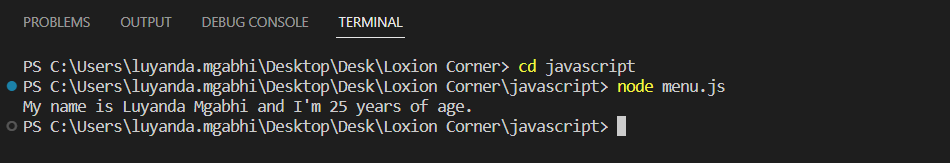 PROBLEMS OUTPUT DEBUG CONSOLE TERMINAL
PS C:\Users\luyanda.mgabhi\Desktop\Desk\Loxion Corner> cd javascript
PS C:\Users\luyanda.mgabhi\Desktop\Desk\Loxion Corner\javascript> node menu.js
My name is Luyanda Mgabhi and I'm 25 years of age.
PS C:\Users\luyanda.mgabhi\Desktop\Desk\Loxion Corner\javascript>